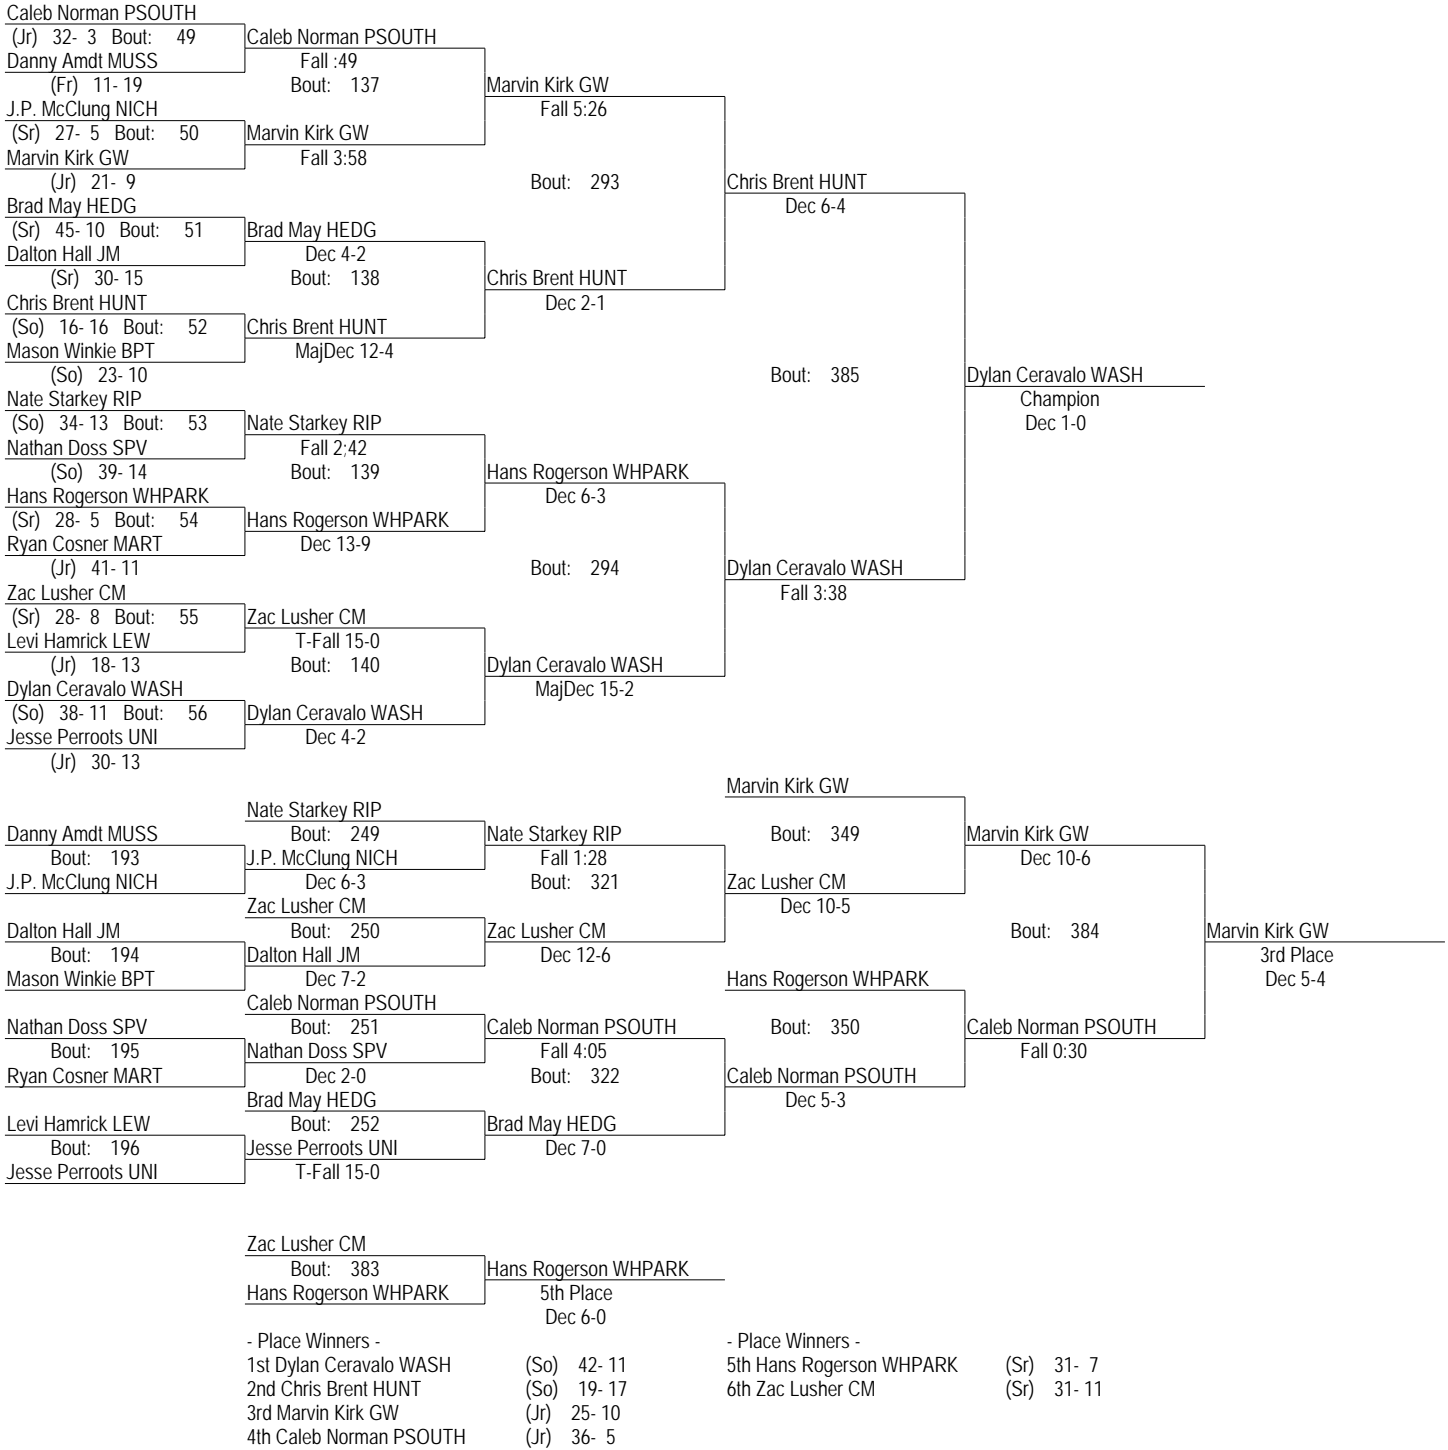 Caleb Norman PSOUTH
(Jr) 32- 3 Bout: 49 Caleb Norman PSOUTH
Danny Amdt MUSS Fall :49
(Fr) 11- 19 Bout: 137 Marvin Kirk GW
J.P. McClung NICH Fall 5:26
(Sr) 27- 5 Bout: 50 Marvin Kirk GW
Marvin Kirk GW Fall 3:58
(Jr) 21- 9 Bout: 293 Chris Brent HUNT
Brad May HEDG Dec 6-4
(Sr) 45- 10 Bout: 51 Brad May HEDG
Dalton Hall JM Dec 4-2
(Sr) 30- 15 Bout: 138 Chris Brent HUNT
Chris Brent HUNT Dec 2-1
(So) 16- 16 Bout: 52 Chris Brent HUNT
Mason Winkie BPT MajDec 12-4
(So) 23- 10 Bout: 385 Dylan Ceravalo WASH
Nate Starkey RIP Champion
(So) 34- 13 Bout: 53 Nate Starkey RIP Dec 1-0
Nathan Doss SPV Fall 2;42
(So) 39- 14 Bout: 139 Hans Rogerson WHPARK
Hans Rogerson WHPARK Dec 6-3
(Sr) 28- 5 Bout: 54 Hans Rogerson WHPARK
Ryan Cosner MART Dec 13-9
(Jr) 41- 11 Bout: 294 Dylan Ceravalo WASH
Zac Lusher CM Fall 3:38
(Sr) 28- 8 Bout: 55 Zac Lusher CM
Levi Hamrick LEW T-Fall 15-0
(Jr) 18- 13 Bout: 140 Dylan Ceravalo WASH
Dylan Ceravalo WASH MajDec 15-2
(So) 38- 11 Bout: 56 Dylan Ceravalo WASH
Jesse Perroots UNI Dec 4-2
(Jr) 30- 13
Marvin Kirk GW
Nate Starkey RIP
Danny Amdt MUSS Bout: 249 Nate Starkey RIP Bout: 349 Marvin Kirk GW
Bout: 193 J.P. McClung NICH Fall 1:28 Dec 10-6
J.P. McClung NICH Dec 6-3 Bout: 321 Zac Lusher CM
Zac Lusher CM Dec 10-5
Dalton Hall JM Bout: 250 Zac Lusher CM Bout: 384 Marvin Kirk GW
Bout: 194 Dalton Hall JM Dec 12-6 3rd Place
Mason Winkie BPT Dec 7-2 Hans Rogerson WHPARK Dec 5-4
Caleb Norman PSOUTH
Nathan Doss SPV Bout: 251 Caleb Norman PSOUTH Bout: 350 Caleb Norman PSOUTH
Bout: 195 Nathan Doss SPV Fall 4:05 Fall 0:30
Ryan Cosner MART Dec 2-0 Bout: 322 Caleb Norman PSOUTH
Brad May HEDG Dec 5-3
Levi Hamrick LEW Bout: 252 Brad May HEDG
Bout: 196 Jesse Perroots UNI Dec 7-0
Jesse Perroots UNI T-Fall 15-0
Zac Lusher CM
Bout: 383 Hans Rogerson WHPARK
Hans Rogerson WHPARK 5th Place
Dec 6-0
- Place Winners - - Place Winners -
1st Dylan Ceravalo WASH (So) 42- 11 5th Hans Rogerson WHPARK (Sr) 31- 7
2nd Chris Brent HUNT (So) 19- 17 6th Zac Lusher CM (Sr) 31- 11
3rd Marvin Kirk GW (Jr) 25- 10
4th Caleb Norman PSOUTH (Jr) 36- 5